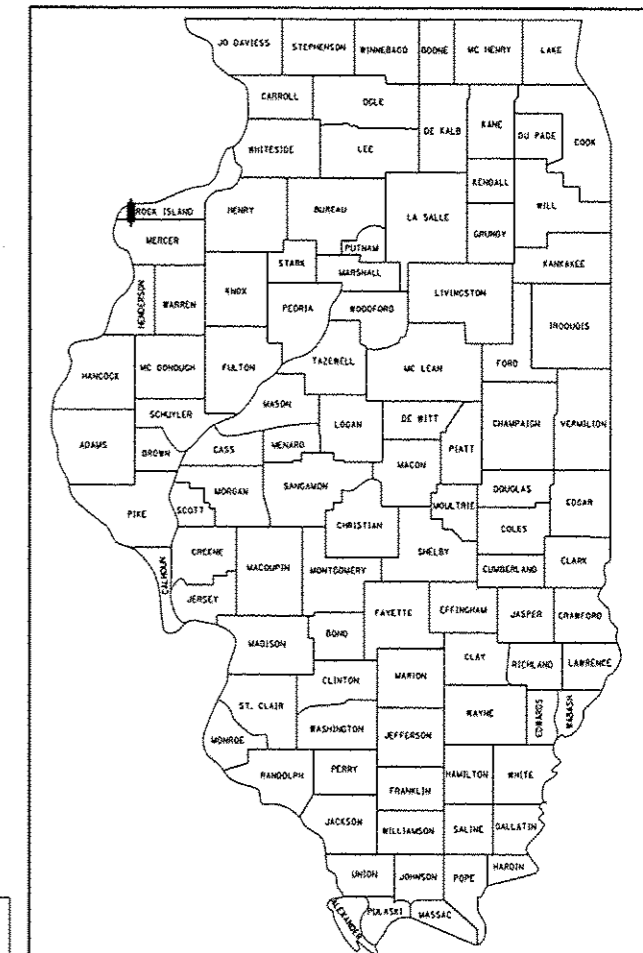 JO DAVIESS
STEPHENSON
WINNEBAGO
BOONE
MC HENRY
LAKE
CARROLL
OGLE
DE KALB
KANE
DU PAGE
COOK
WHITESIDE
LEE
KENDALL
WILL
ROCK ISLAND
HENRY
BUREAU
LA SALLE
GRUNDY
MERCER
PUTNAM
STARK
MARSHALL
KANKAKEE
HENDERSON
WARREN
KNOX
PEORIA
WOODFORD
LIVINGSTON
IROQUOIS
HANCOCK
MC DONOUGH
FULTON
TAZEWELL
MC LEAN
FORD
SCHUYLER
MASON
LOGAN
DE WITT
CHAMPAIGN
VERMILION
ADAMS
BROWN
CASS
MENARD
MACON
PIATT
PIKE
SCOTT
MORGAN
SANGAMON
CHRISTIAN
MOULTRIE
DOUGLAS
COLES
EDGAR
CALHOUN
GREENE
MACOUPIN
MONTGOMERY
SHELBY
CUMBERLAND
CLARK
JERSEY
FAYETTE
EFFINGHAM
JASPER
CRAWFORD
MADISON
BOND
CLAY
RICHLAND
LAWRENCE
CLINTON
MARION
ST. CLAIR
WAYNE
EDWARDS
WABASH
MONROE
WASHINGTON
JEFFERSON
RANDOLPH
PERRY
HAMILTON
WHITE
FRANKLIN
JACKSON
WILLIAMSON
SALINE
GALLATIN
UNION
JOHNSON
POPE
HARDIN
ALEXANDER
PULASKI
MASSAC